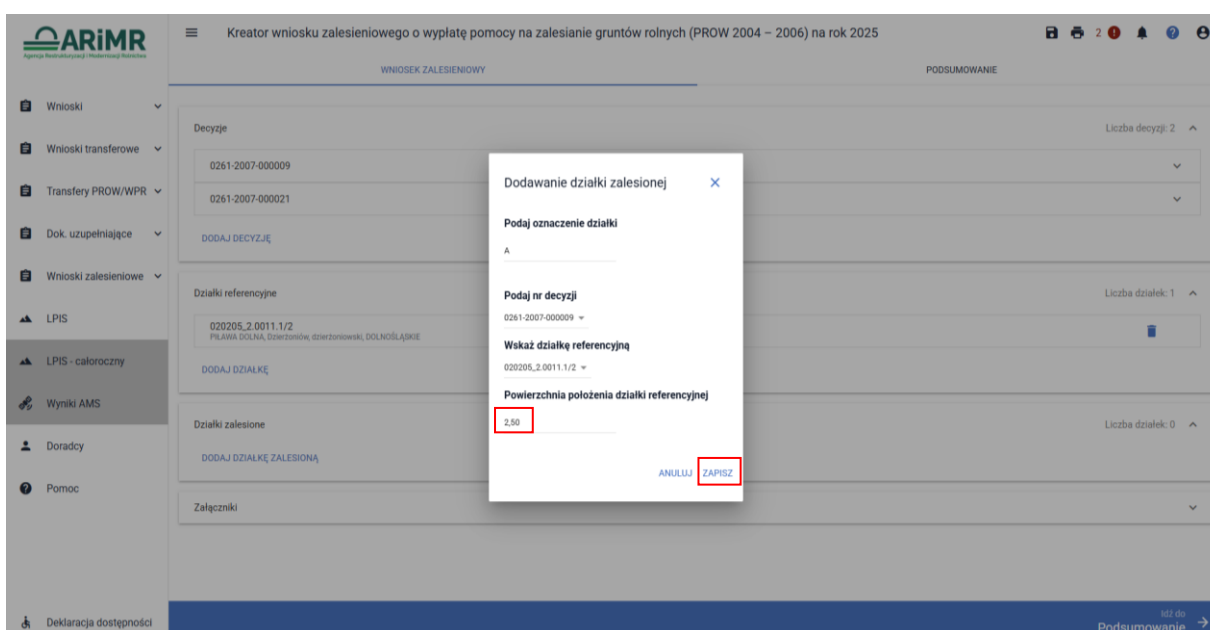 ARiMR
Agencja Restrukturyzacji i Modernizacji Rolnictwa
Kreator wniosku zalesieniowego o wypłatę pomocy na zalesianie gruntów rolnych (PROW 2004 – 2006) na rok 2025
2
WNIOSEK ZALESIENIOWY
PODSUMOWANIE
Wnioski
Wnioski transferowe
Transfery PROW/WPR
Dok. uzupełniające
Wnioski zalesieniowe
LPIS
LPIS - całoroczny
Wyniki AMS
Doradcy
Pomoc
Deklaracja dostępności
Decyzje
Liczba decyzji: 2
0261-2007-000009
0261-2007-000021
DODAJ DECYZJĘ
Działki referencyjne
Liczba działek: 1
020205_2.0011.1/2
PIŁAWA DOLNA, Dzierżoniów, dzierżoniowski, DOLNOŚLĄSKIE
DODAJ DZIAŁKĘ
Działki zalesione
Liczba działek: 0
DODAJ DZIAŁKĘ ZALESIONĄ
Załączniki
Dodawanie działki zalesionej
Podaj oznaczenie działki
A
Podaj nr decyzji
0261-2007-000009
Wskaż działkę referencyjną
020205_2.0011.1/2
Powierzchnia położenia działki referencyjnej
2,50
ANULUJ ZAPISZ
Idź do
Podsumowanie